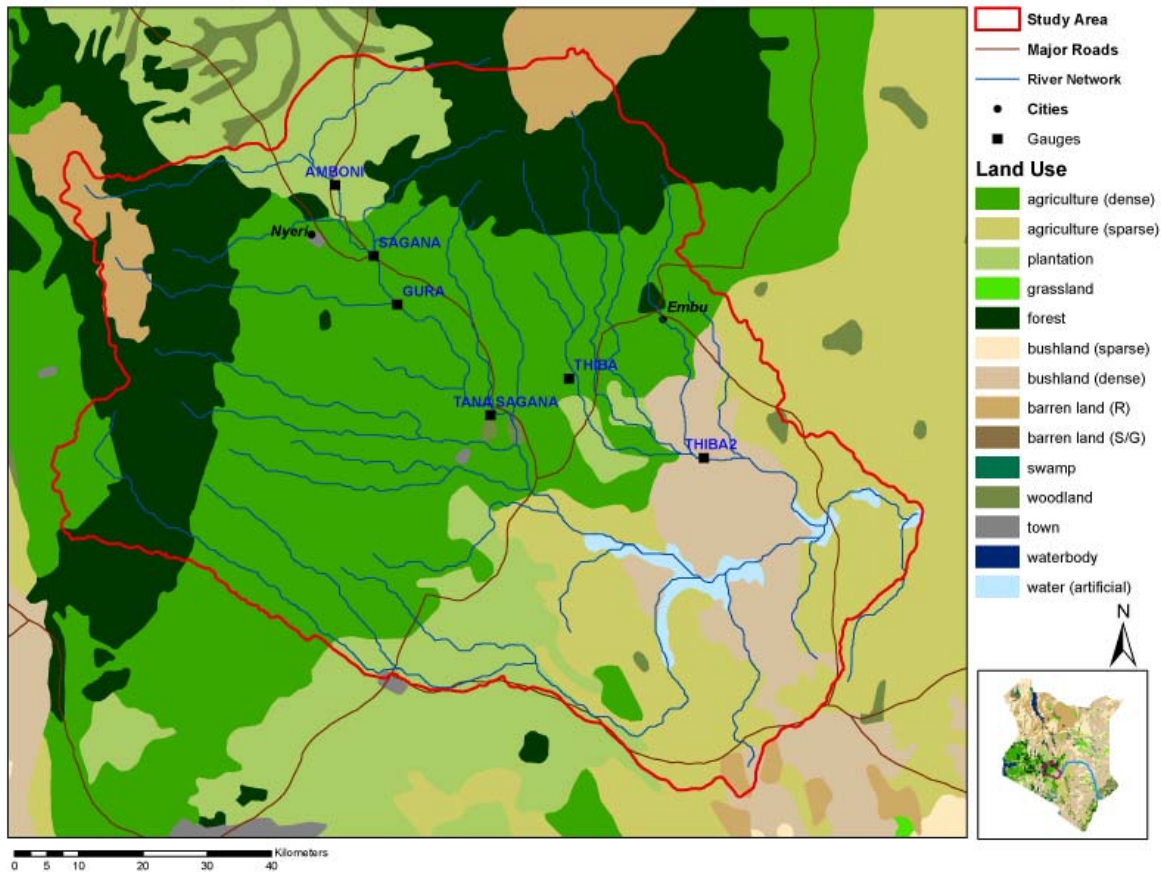 AMBONI
Nyeri
SAGANA
GURA
Embu
THIBA
TANA SAGANA
THIBA2
Study Area
Major Roads
River Network
Cities
Gauges
Land Use
agriculture (dense)
agriculture (sparse)
plantation
grassland
forest
bushland (sparse)
bushland (dense)
barren land (R)
barren land (S/G)
swamp
woodland
town
waterbody
water (artificial)
N
Kilometers
0 5 10 20 30 40